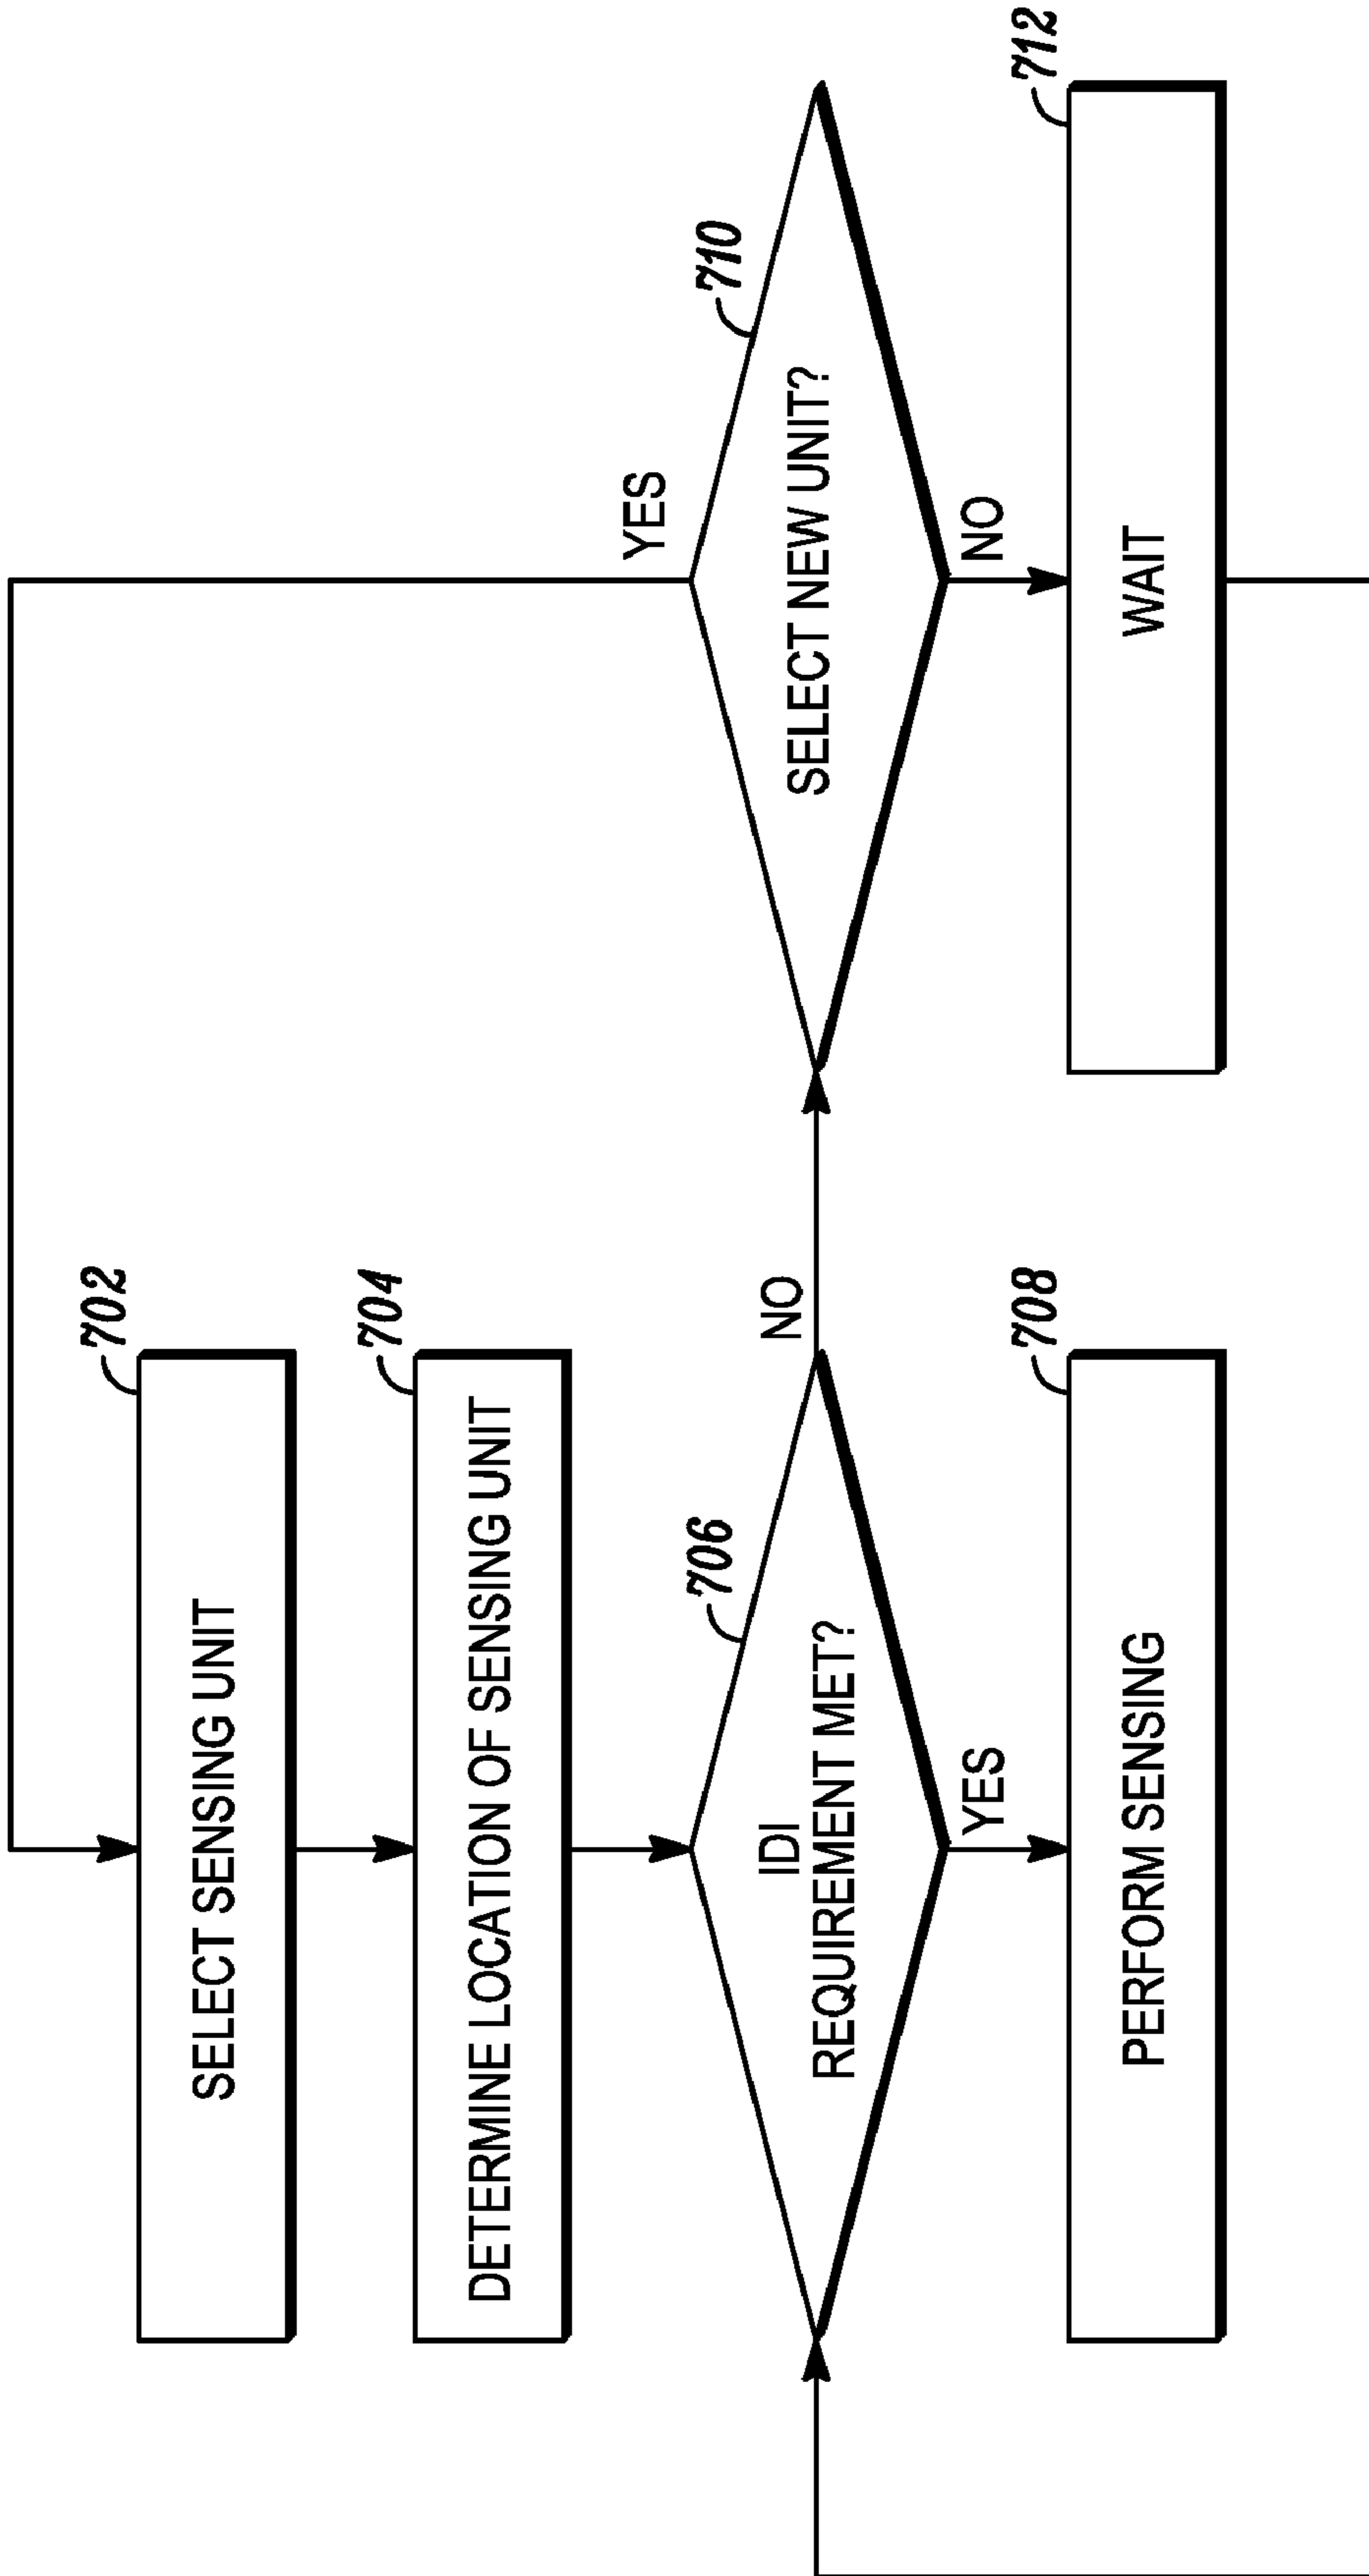 702
SELECT SENSING UNIT
704
DETERMINE LOCATION OF SENSING UNIT
706
IDI
REQUIREMENT MET?
NO
YES
708
PERFORM SENSING
710
SELECT NEW UNIT?
YES
NO
712
WAIT